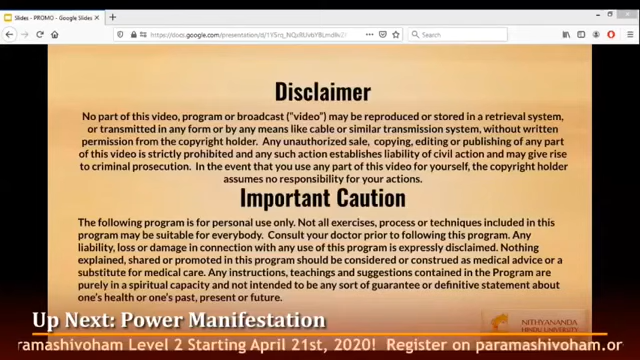 Slides - PROMO - Google Slides
https://docs.google.com/presentation/d/
Search
Disclaimer
No part of this video, program or broadcast ("video") may be reproduced or stored in a retrieval system,
or transmitted in any form or by any means like cable or similar transmission system, without written
permission from the copyright holder. Any unauthorized sale, copying, editing or publishing of any part
of this video is strictly prohibited and any such action establishes liability of civil action and may give rise
to criminal prosecution. In the event that you use any part of this video for yourself, the copyright holder
assumes no responsibility for your actions.
Important Caution
The following program is for personal use only. Not all exercises, process or techniques included in this
program may be suitable for everybody. Consult your doctor prior to following this program. Any
liability, loss or damage in connection with any use of this program is expressly disclaimed. Nothing
explained, shared or promoted in this program should be considered or construed as medical advice or a
substitute for medical care. Any instructions, teachings and suggestions contained in the Program are
purely in a spiritual capacity and not intended to be any sort of guarantee or definitive statement about
one's health or one's past, present or future.
Up Next: Power Manifestation
NITHYANANDA
HINDU UNIVERSITY
ramashivoham Level 2 Starting April 21st, 2020! Register on paramashivoham.or